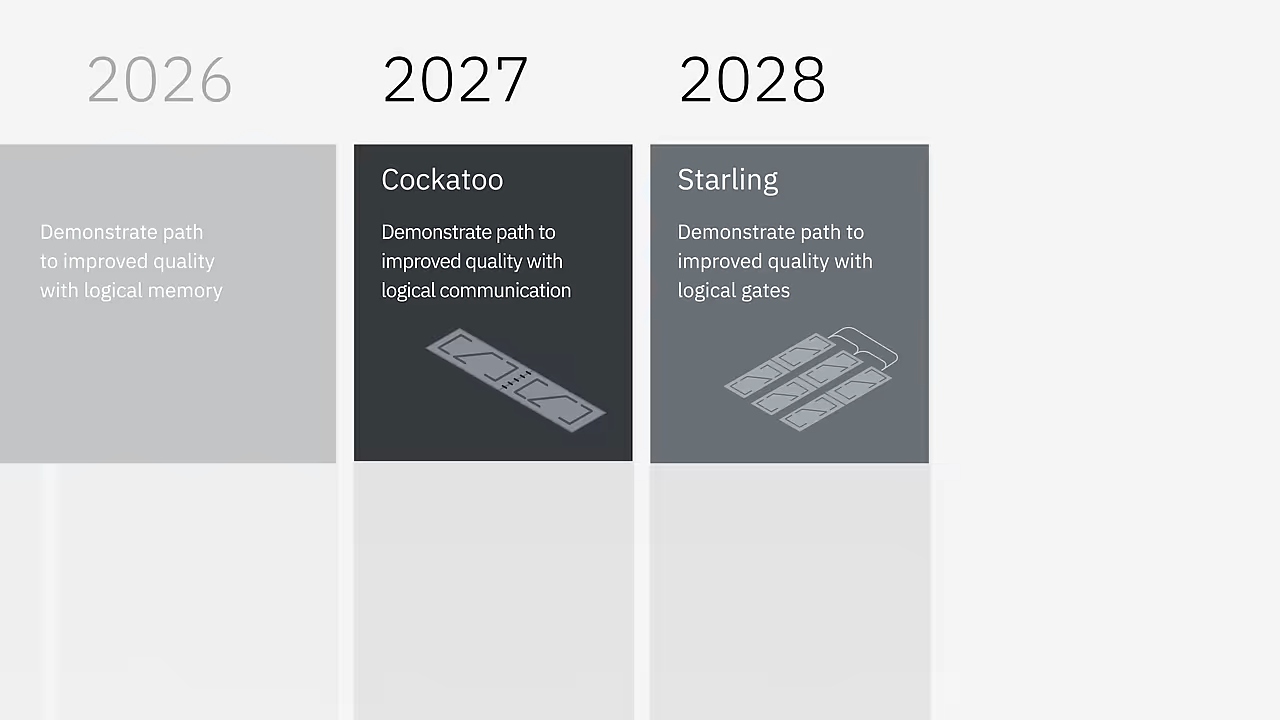 2026
2027
2028
Demonstrate path
to improved quality
with logical memory
Cockatoo
Demonstrate path to
improved quality with
logical communication
Starling
Demonstrate path to
improved quality with
logical gates